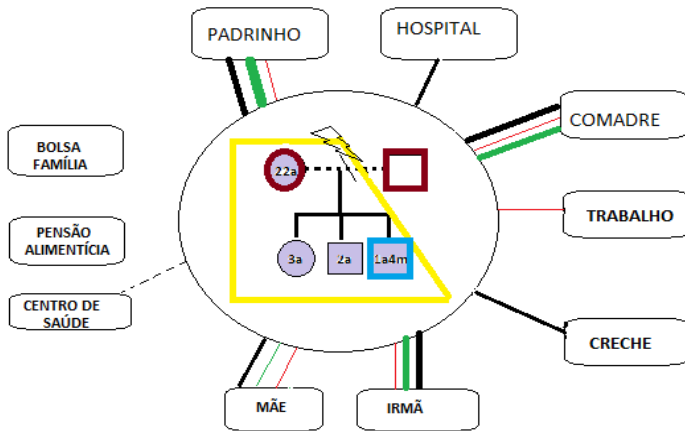 PADRINHO
HOSPITAL
COMADRE
BOLSA
FAMÍLIA
22a
TRABALHO
PENSÃO
ALIMENTÍCIA
3a
2a
1a4m
CENTRO DE
SAÚDE
CRECHE
MÃE
IRMÃ